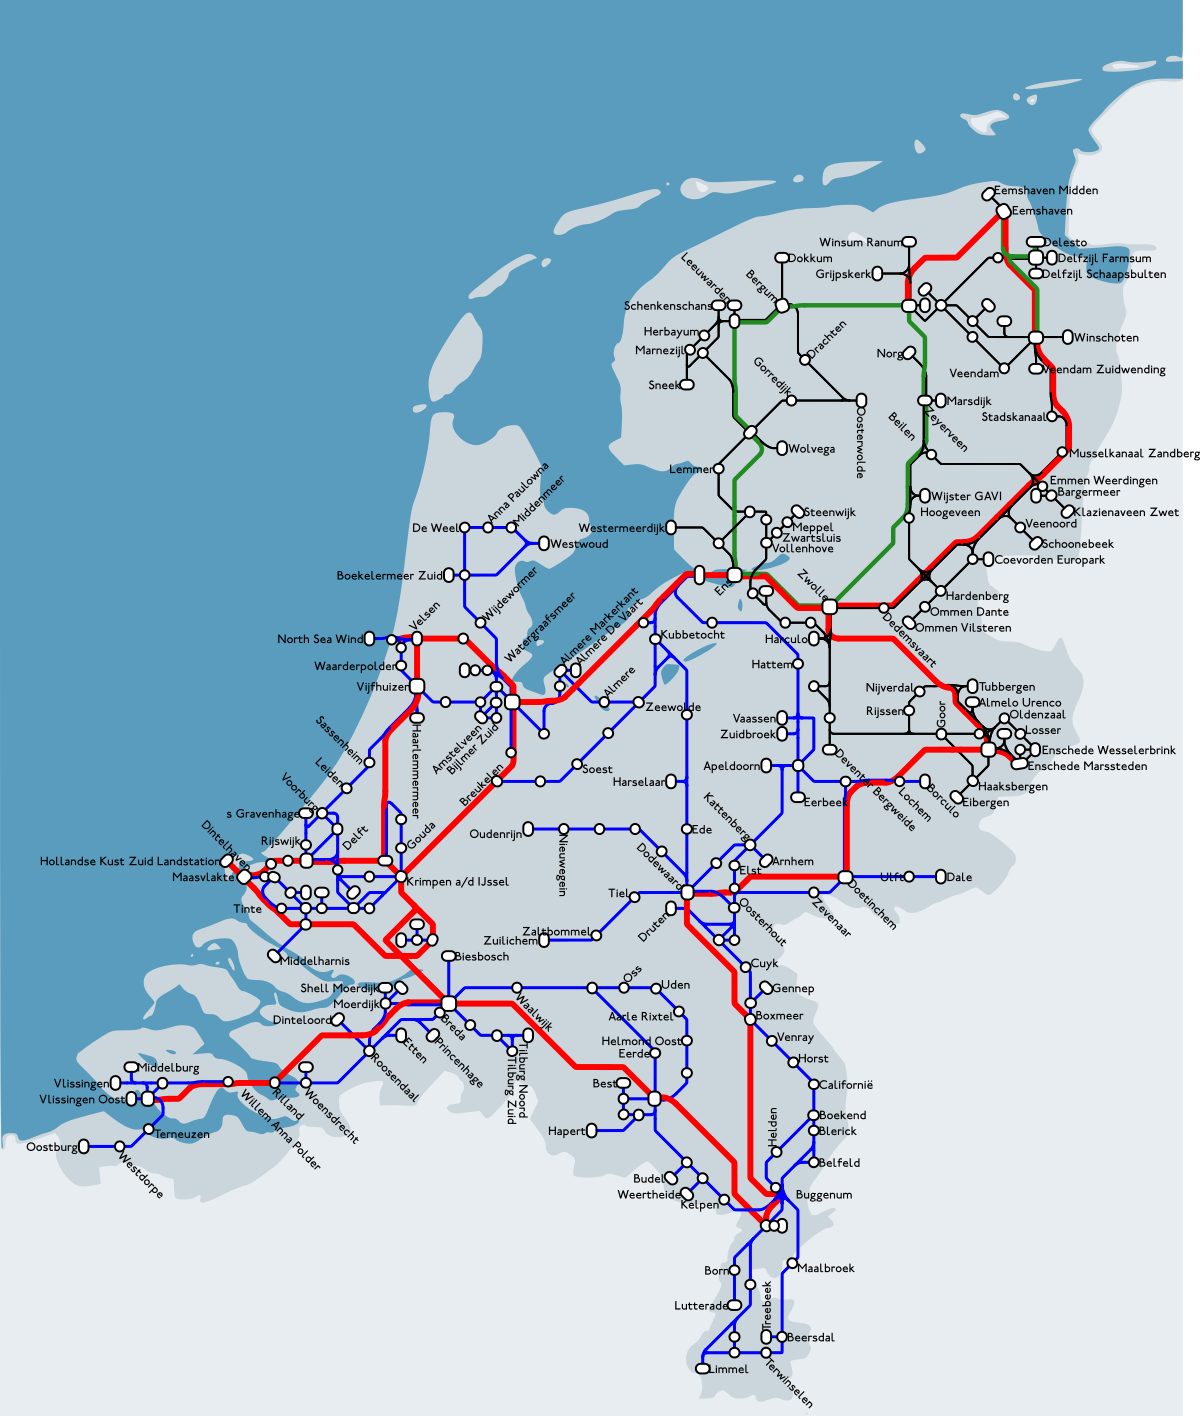 Eemshaven Midden
Eemshaven
Winsum Ranum
Delesto
Dokkum
Delfzijl Farmsum
Grijpskerk
Delfzijl Schaapsbulten
Leeuwarden
Bergum
Schenkenschans
Herbayum
Drachten
Winschoten
Marnezijl
Norg
Veendam
Veendam Zuidwending
Sneek
Gorredijk
Oosterwolde
Marsdijk
Zeyerveen
Stadskanaal
Beilen
Wolvega
Musselkanaal Zandberg
Lemmer
Emmen Weerdingen
Bargermeer
Wijster GAVI
Klazienaveen Zwet
Hoogeveen
Anna Paulowna
Middenmeer
De Weel
Westermeerdijk
Steenwijk
Meppel
Zwartsluis
Vollenhove
Veenoord
Schoonebeek
Westwoud
Coevorden Europark
Boekelermeer Zuid
Ens
Zwolle
Hardenberg
Ommen Dante
Ommen Vilsteren
Dedemsvaart
Wijdewormer
Watergraafsmeer
Almere Markerkant
Almere De Vaart
Velsen
North Sea Wind
Kubbetocht
Harculo
Waarderpolder
Hattem
Vijfhuizen
Nijverdal
Tubbergen
Almere
Almelo Urenco
Zeewolde
Rijssen
Goor
Oldenzaal
Losser
Haarlemmermeer
Sassenheim
Amstelveen
Bijlmer Zuid
Vaassen
Zuidbroek
Enschede Wesselerbrink
Enschede Marssteden
Deventer Bergweide
Leiden
Breukelen
Soest
Harselaar
Apeldoorn
Lochem
Borculo
Haaksbergen
Eibergen
Eerbeek
Voorburg
s Gravenhage
Oudenrijn
Nieuwegein
Ede
Kattenberg
Rijswijk
Delft
Gouda
Dodewaard
Dintelhaven
Hollandse Kust Zuid Landstation
Arnhem
Elst
Maasvlakte
Krimpen a/d IJssel
Doetinchem
Ulft
Dale
Tiel
Zevenaar
Tinte
Druten
Oosterhout
Zaltbommel
Zuilichem
Middelharnis
Biesbosch
Cuyk
Oss
Uden
Gennep
Shell Moerdijk
Moerdijk
Waalwijk
Aarle Rixtel
Boxmeer
Dinteloord
Breda
Helmond Oost
Venray
Etten
Princenhage
Tilburg Noord
Tilburg Zuid
Eerde
Horst
Roosendaal
Middelburg
Vlissingen
Best
Californië
Vlissingen Oost
Willem Anna Polder
Rilland
Woensdrecht
Boekend
Terneuzen
Hapert
Helden
Blerick
Oostburg
Westdorpe
Belfeld
Budel
Weertheide
Kelpen
Buggenum
Born
Maalbroek
Lutterade
Treebeek
Beersdal
Limmel
Terwinselen